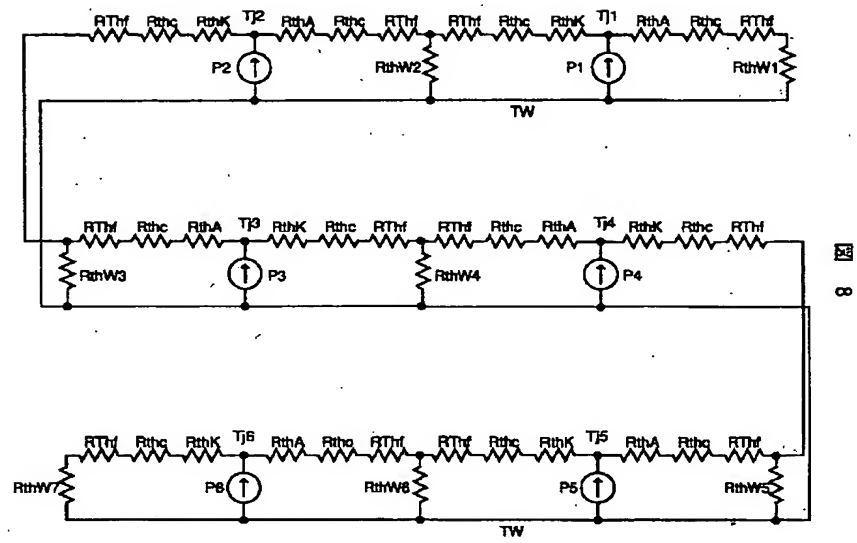 RThf Rthc RthK Tj2 RthA Rthc RThf RThf Rthc RthK Tj1 RthA Rthc RThf
P2 RthW2 P1 RthW1
TW
RThf Rthc RthA Tj3 RthK Rthc RThf RThf Rthc RthA Tj4 RthK Rthc RThf
RthW3 P3 RthW4 P4
図 8
RThf Rthc RthK Tj6 RthA Rthc RThf RThf Rthc RthK Tj5 RthA Rthc RThf
RthW7 P6 RthW6 P5 RthW5
TW